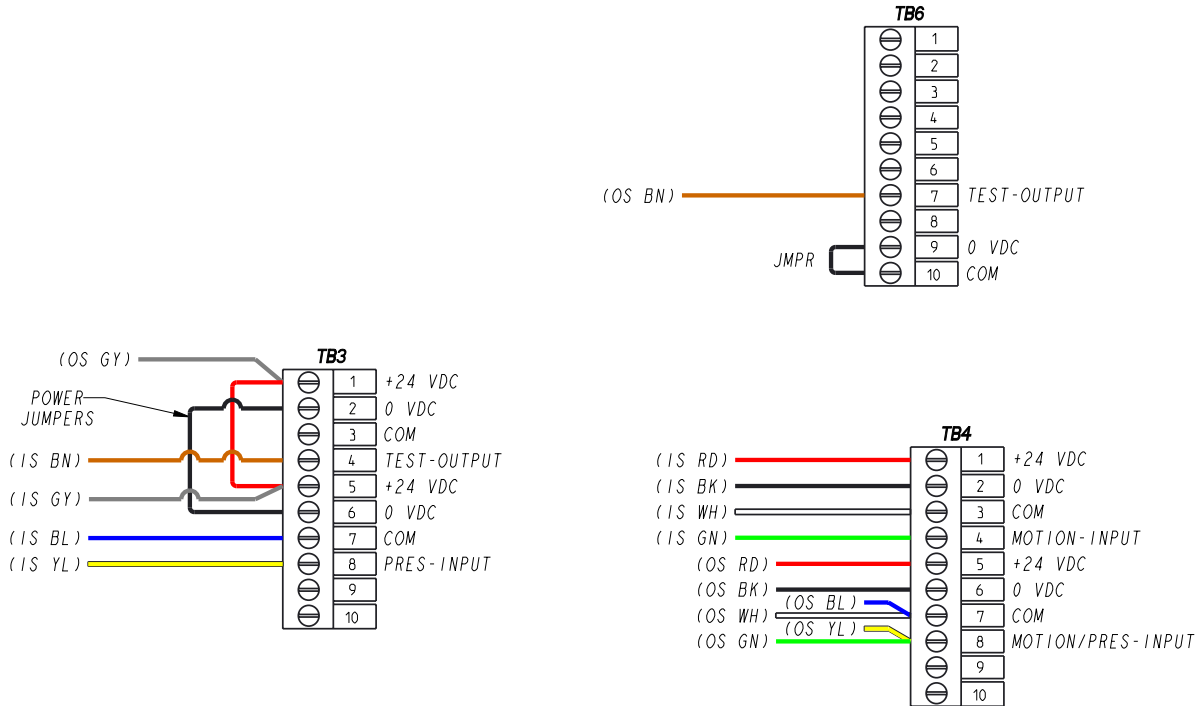 TB6
1
2
3
4
5
6
(OS BN) 7 TEST-OUTPUT
8
9 0 VDC
JMPR
10 COM
TB3
(OS GY)
1 +24 VDC
POWER
JUMPERS
2 0 VDC
3 COM
(IS BN) 4 TEST-OUTPUT
5 +24 VDC
(IS GY)
6 0 VDC
(IS BL) 7 COM
(IS YL) 8 PRES-INPUT
9
10
TB4
(IS RD) 1 +24 VDC
(IS BK) 2 0 VDC
(IS WH) 3 COM
(IS GN) 4 MOTION-INPUT
(OS RD) 5 +24 VDC
(OS BK) 6 0 VDC
(OS BL)
(OS WH) 7 COM
(OS YL)
(OS GN) 8 MOTION/PRES-INPUT
9
10